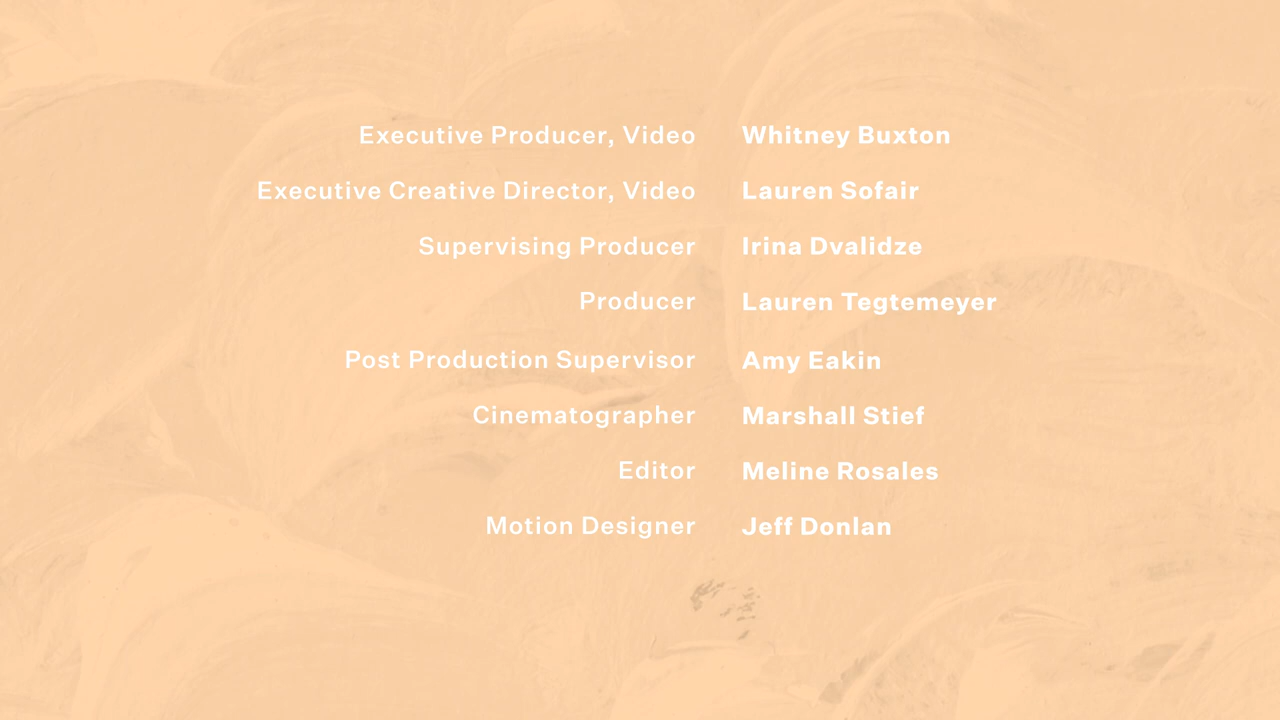 Executive Producer, Video Whitney Buxton
Executive Creative Director, Video Lauren Sofair
Supervising Producer Irina Dvalidze
Producer Lauren Tegtemeyer
Post Production Supervisor Amy Eakin
Cinematographer Marshall Stief
Editor Meline Rosales
Motion Designer Jeff Donlan